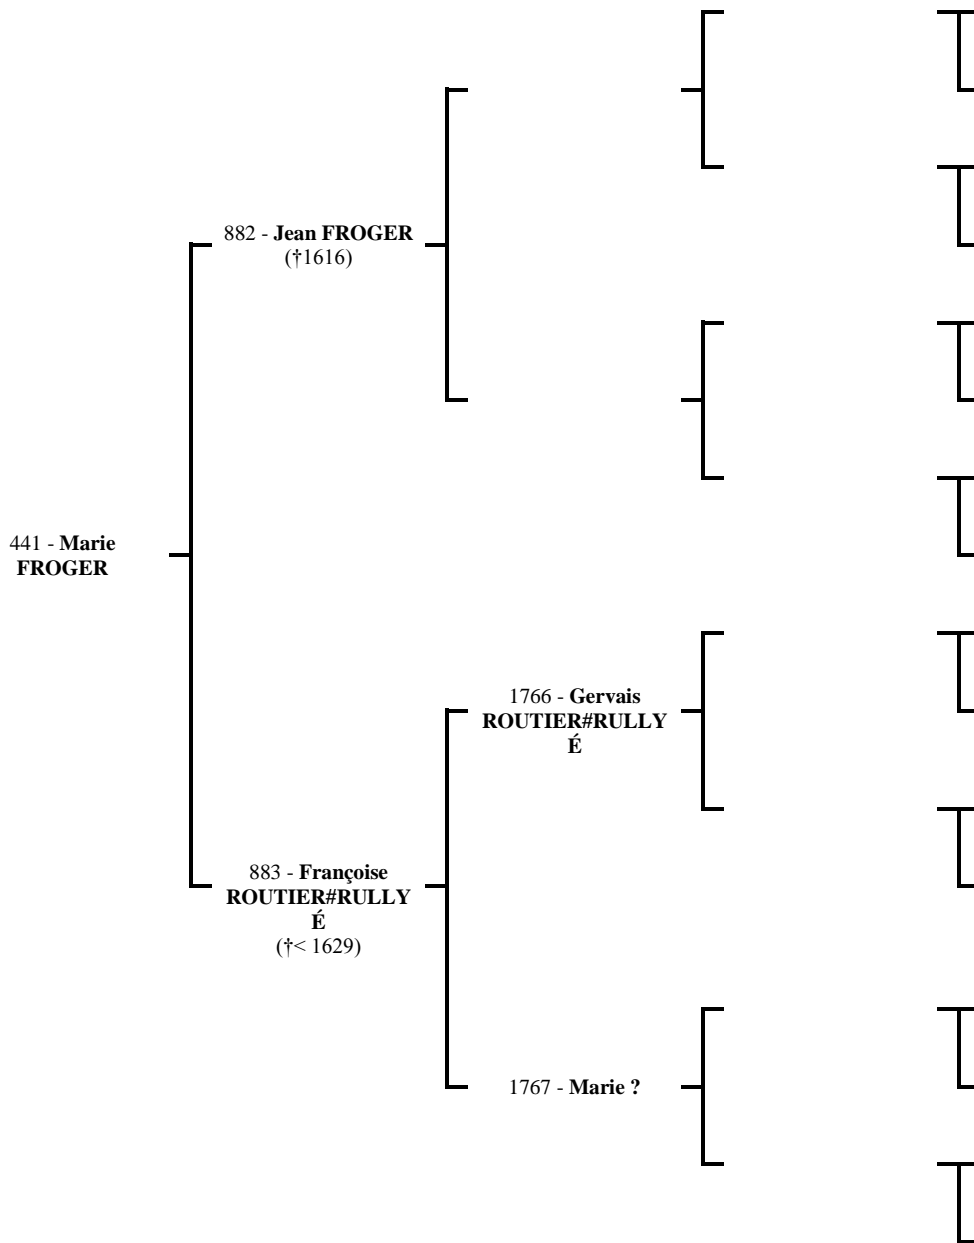 882 - Jean FROGER
(†1616)
441 - Marie
FROGER
1766 - Gervais
ROUTIER#RULLY
É
883 - Françoise
ROUTIER#RULLY
É
(†< 1629)
1767 - Marie ?